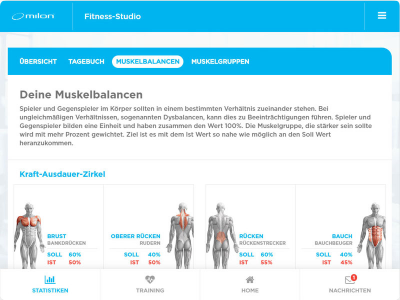 milon
Fitness-Studio
ÜBERSICHT
TAGEBUCH
MUSKELBALANCEN
MUSKELGRUPPEN
Deine Muskelbalancen
Spieler und Gegenspieler im Körper sollten in einem bestimmten Verhältnis zueinander stehen. Bei
ungleichmäßigen Verhältnissen, sogenannten Dysbalancen, kann dies zu Beeinträchtigungen führen. Spieler und
Gegenspieler bilden eine Einheit und haben zusammen den Wert 100%. Die Muskelgruppe, die stärker sein sollte
wird mit mehr Prozent gewichtet. Ziel ist es mit dem Ist Wert so nahe wie möglich an den Soll Wert
heranzukommen.
Kraft-Ausdauer-Zirkel
BRUST
BANKDRÜCKEN
SOLL 60%
IST 50%
OBERER RÜCKEN
RUDERN
SOLL 40%
IST 50%
RÜCKEN
RÜCKENSTRECKER
SOLL 60%
IST 55%
BAUCH
BAUCHBEUGER
SOLL 40%
IST 45%
STATISTIKEN
TRAINING
HOME
1
NACHRICHTEN